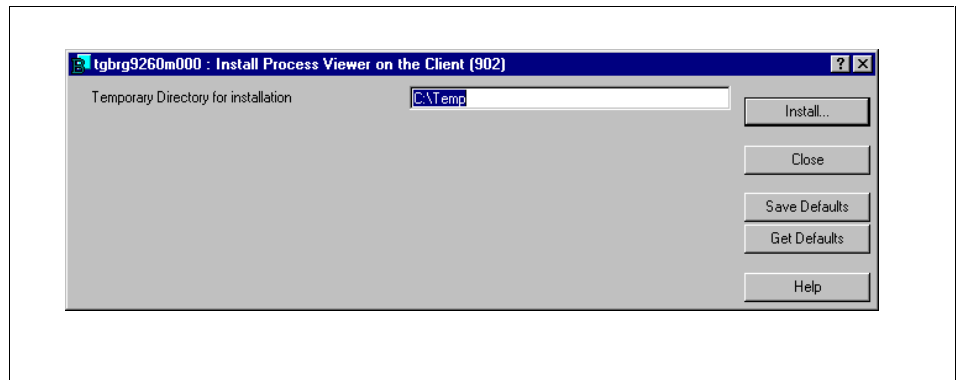 tgbrg9260m000 : Install Process Viewer on the Client (902)
Temporary Directory for installation C:\Temp
Install...
Close
Save Defaults
Get Defaults
Help